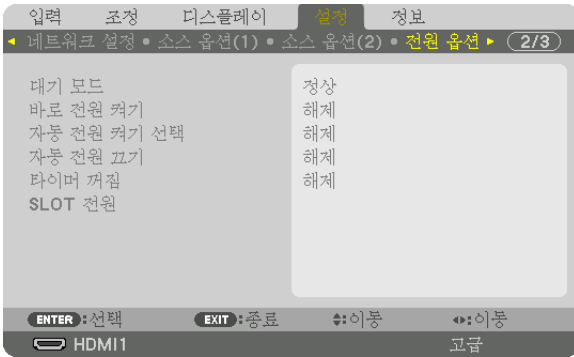 입력 조정 디스플레이 설정 정보
◂ 네트워크 설정 • 소스 옵션(1) • 소스 옵션(2) • 전원 옵션 ▸ 2/3
대기 모드 정상
바로 전원 켜기 해제
자동 전원 켜기 선택 해제
자동 전원 끄기 해제
타이머 꺼짐 해제
SLOT 전원
ENTER :선택 EXIT :종료 :이동 :이동
HDMI1 고급